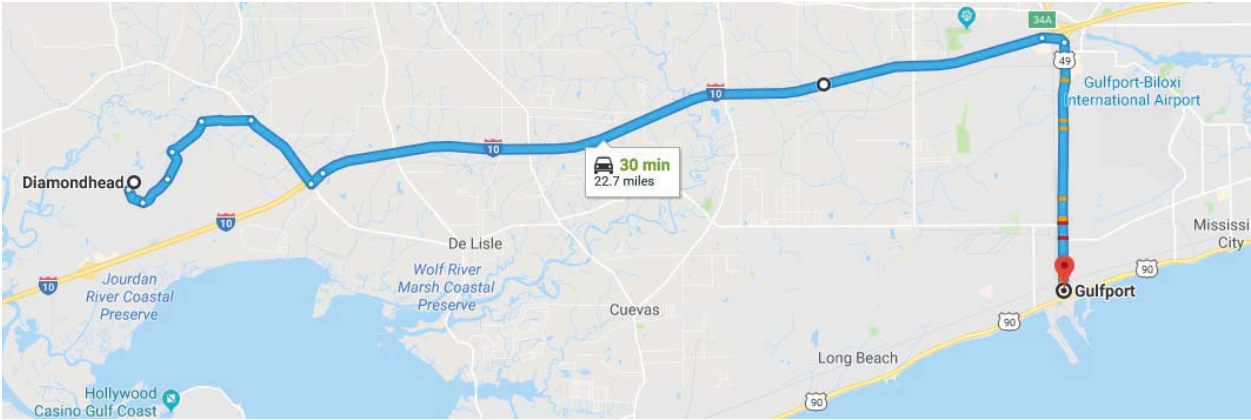 34A
49
Gulfport-Biloxi
International Airport
10
10
30 min
22.7 miles
Diamondhead
10
De Lisle
Mississi
City
10
Jourdan
River Coastal
Preserve
Wolf River
Marsh Coastal
Preserve
90
Gulfport
Cuevas
90
Long Beach
Hollywood
Casino Gulf Coast
90